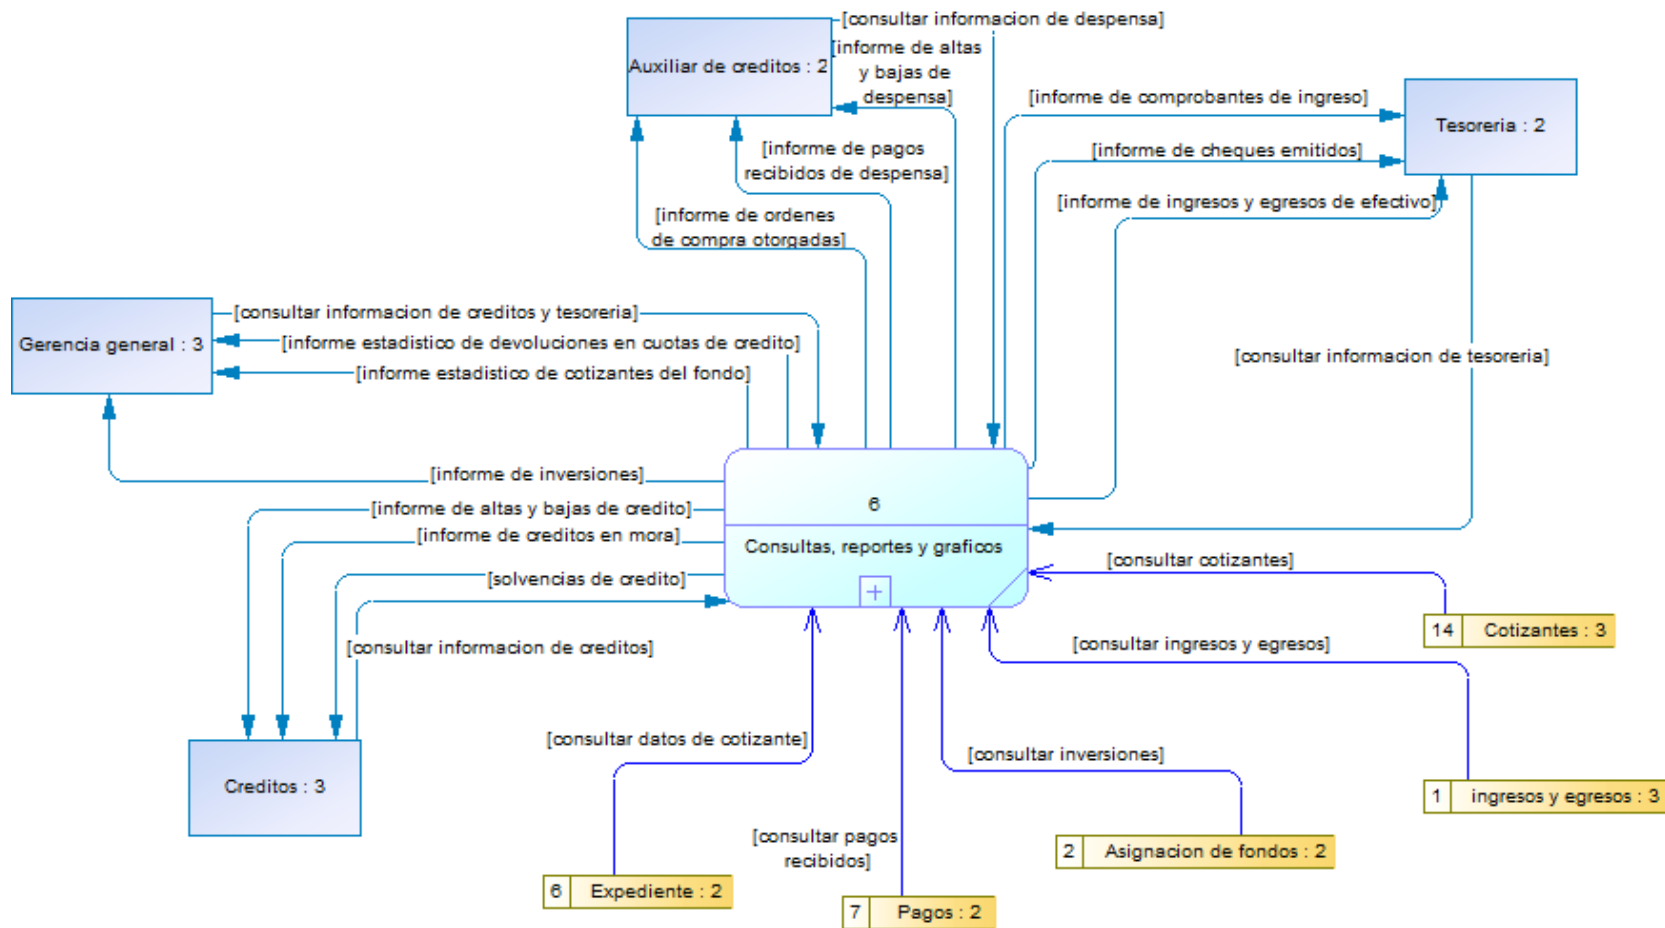 [consultar informacion de despensa]
Auxiliar de creditos : 2
[informe de altas
y bajas de
despensa]
[informe de comprobantes de ingreso]
Tesoreria : 2
[informe de pagos
recibidos de despensa]
[informe de cheques emitidos]
[informe de ordenes
de compra otorgadas]
[informe de ingresos y egresos de efectivo]
[consultar informacion de creditos y tesoreria]
Gerencia general : 3
[informe estadistico de devoluciones en cuotas de credito]
[consultar informacion de tesoreria]
[informe estadistico de cotizantes del fondo]
[informe de inversiones]
[informe de altas y bajas de credito]
6
[informe de creditos en mora]
Consultas, reportes y graficos
[consultar cotizantes]
[solvencias de credito]
14 Cotizantes : 3
[consultar informacion de creditos]
[consultar ingresos y egresos]
[consultar datos de cotizante]
[consultar inversiones]
Creditos : 3
1 ingresos y egresos : 3
[consultar pagos
recibidos]
2 Asignacion de fondos : 2
6 Expediente : 2
7 Pagos : 2